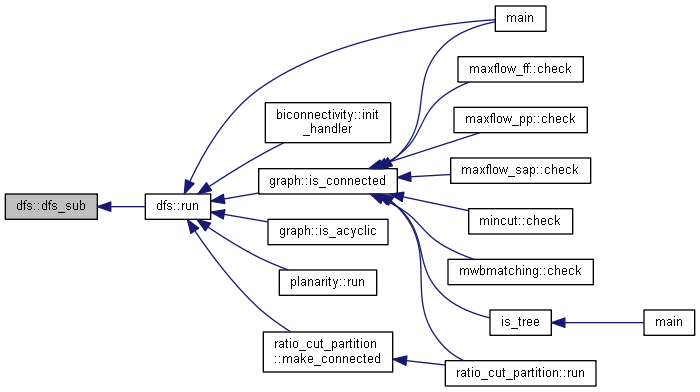 main
maxflow_ff::check
biconnectivity::init
_handler
maxflow_pp::check
graph::is_connected
maxflow_sap::check
dfs::dfs_sub
dfs::run
mincut::check
graph::is_acyclic
mwbmatching::check
planarity::run
is_tree
main
ratio_cut_partition
::make_connected
ratio_cut_partition::run